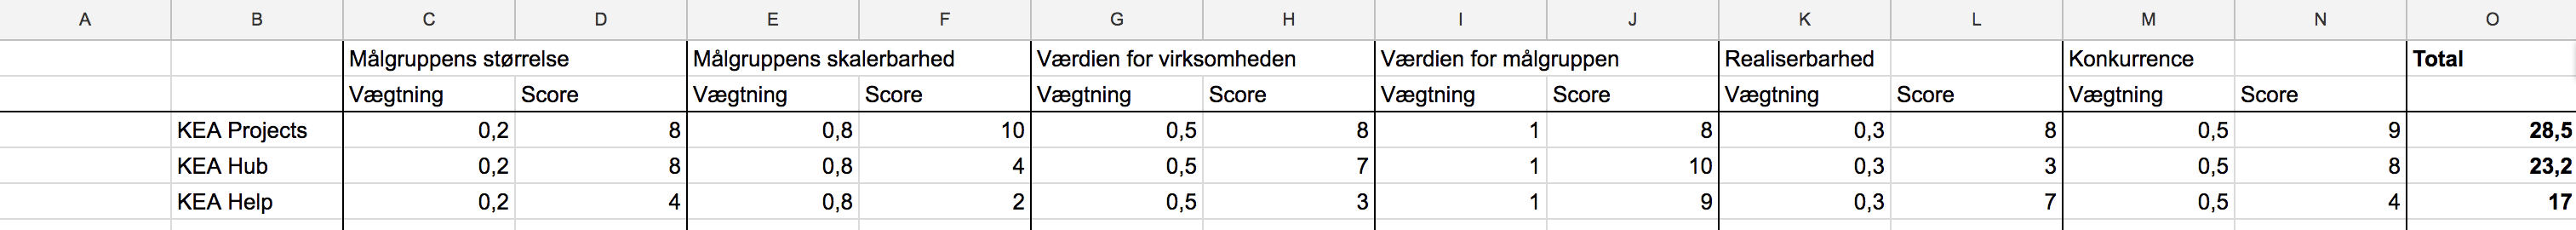 A B C D E F G H I J K L M N O
Målgruppens størrelse Målgruppens skalerbarhed Værdien for virksomheden Værdien for målgruppen Realiserbarhed Konkurrence Total
Vægtning Score Vægtning Score Vægtning Score Vægtning Score Vægtning Score Vægtning Score
KEA Projects 0,2 8 0,8 10 0,5 8 1 8 0,3 8 0,5 9 28,5
KEA Hub 0,2 8 0,8 4 0,5 7 1 10 0,3 3 0,5 8 23,2
KEA Help 0,2 4 0,8 2 0,5 3 1 9 0,3 7 0,5 4 17